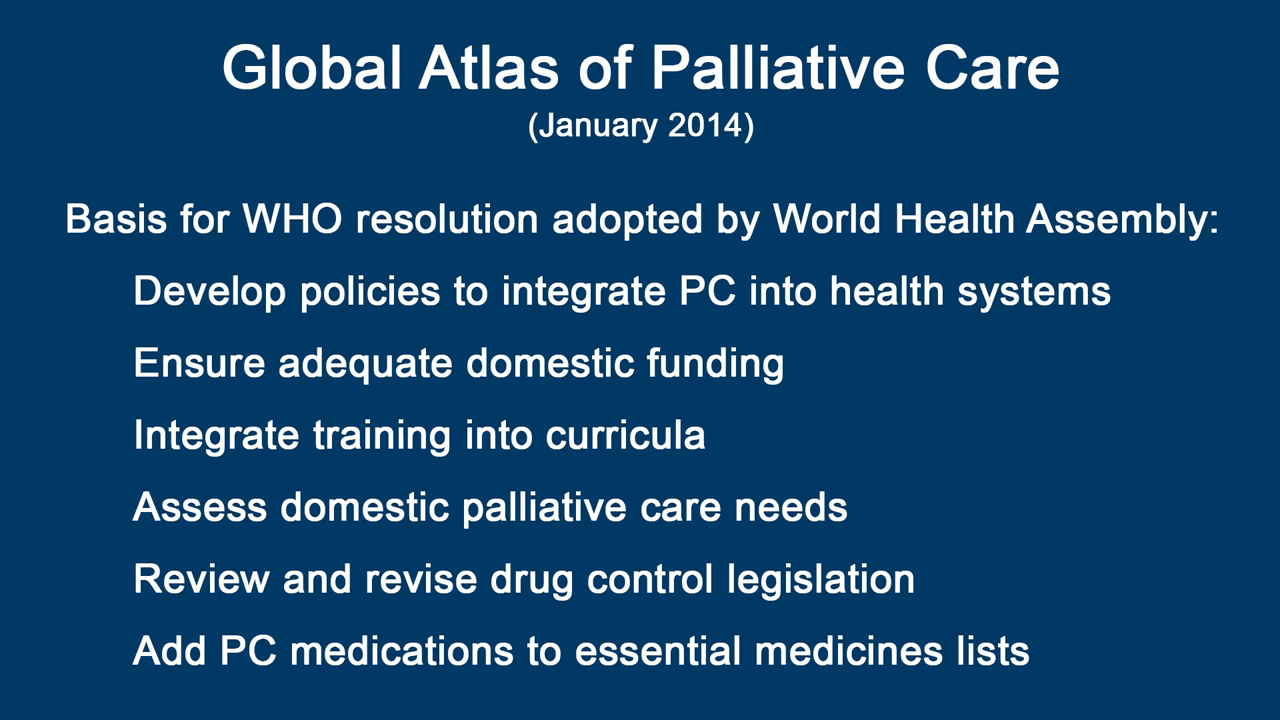 Global Atlas of Palliative Care
(January 2014)
Basis for WHO resolution adopted by World Health Assembly:
Develop policies to integrate PC into health systems
Ensure adequate domestic funding
Integrate training into curricula
Assess domestic palliative care needs
Review and revise drug control legislation
Add PC medications to essential medicines lists